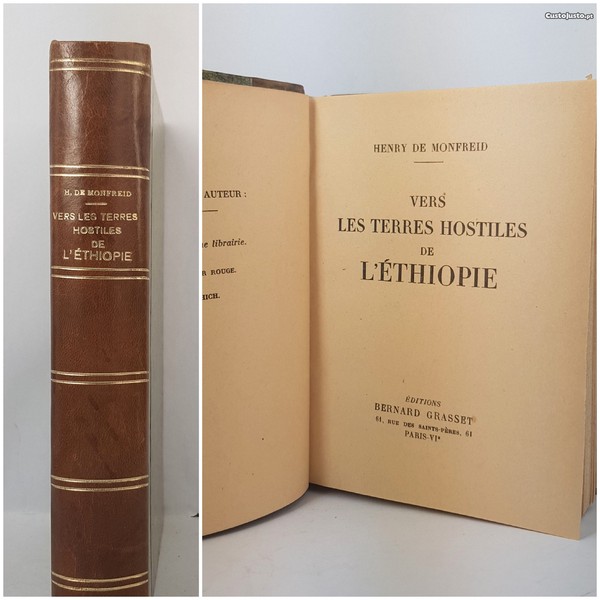 H. DE MONFREID
VERS LES TERRES
HOSTILES
DE
L'ÉTHIOPIE
AUTEUR :
librairie.
ROUGE.
HENRY DE MONFREID
VERS
LES TERRES HOSTILES
de
L'ÉTHIOPIE
ÉDITIONS
BERNARD GRASSET
61, RUE DES SAINTS-PÈRES, 61
PARIS-VIe
CustoJusto.pt